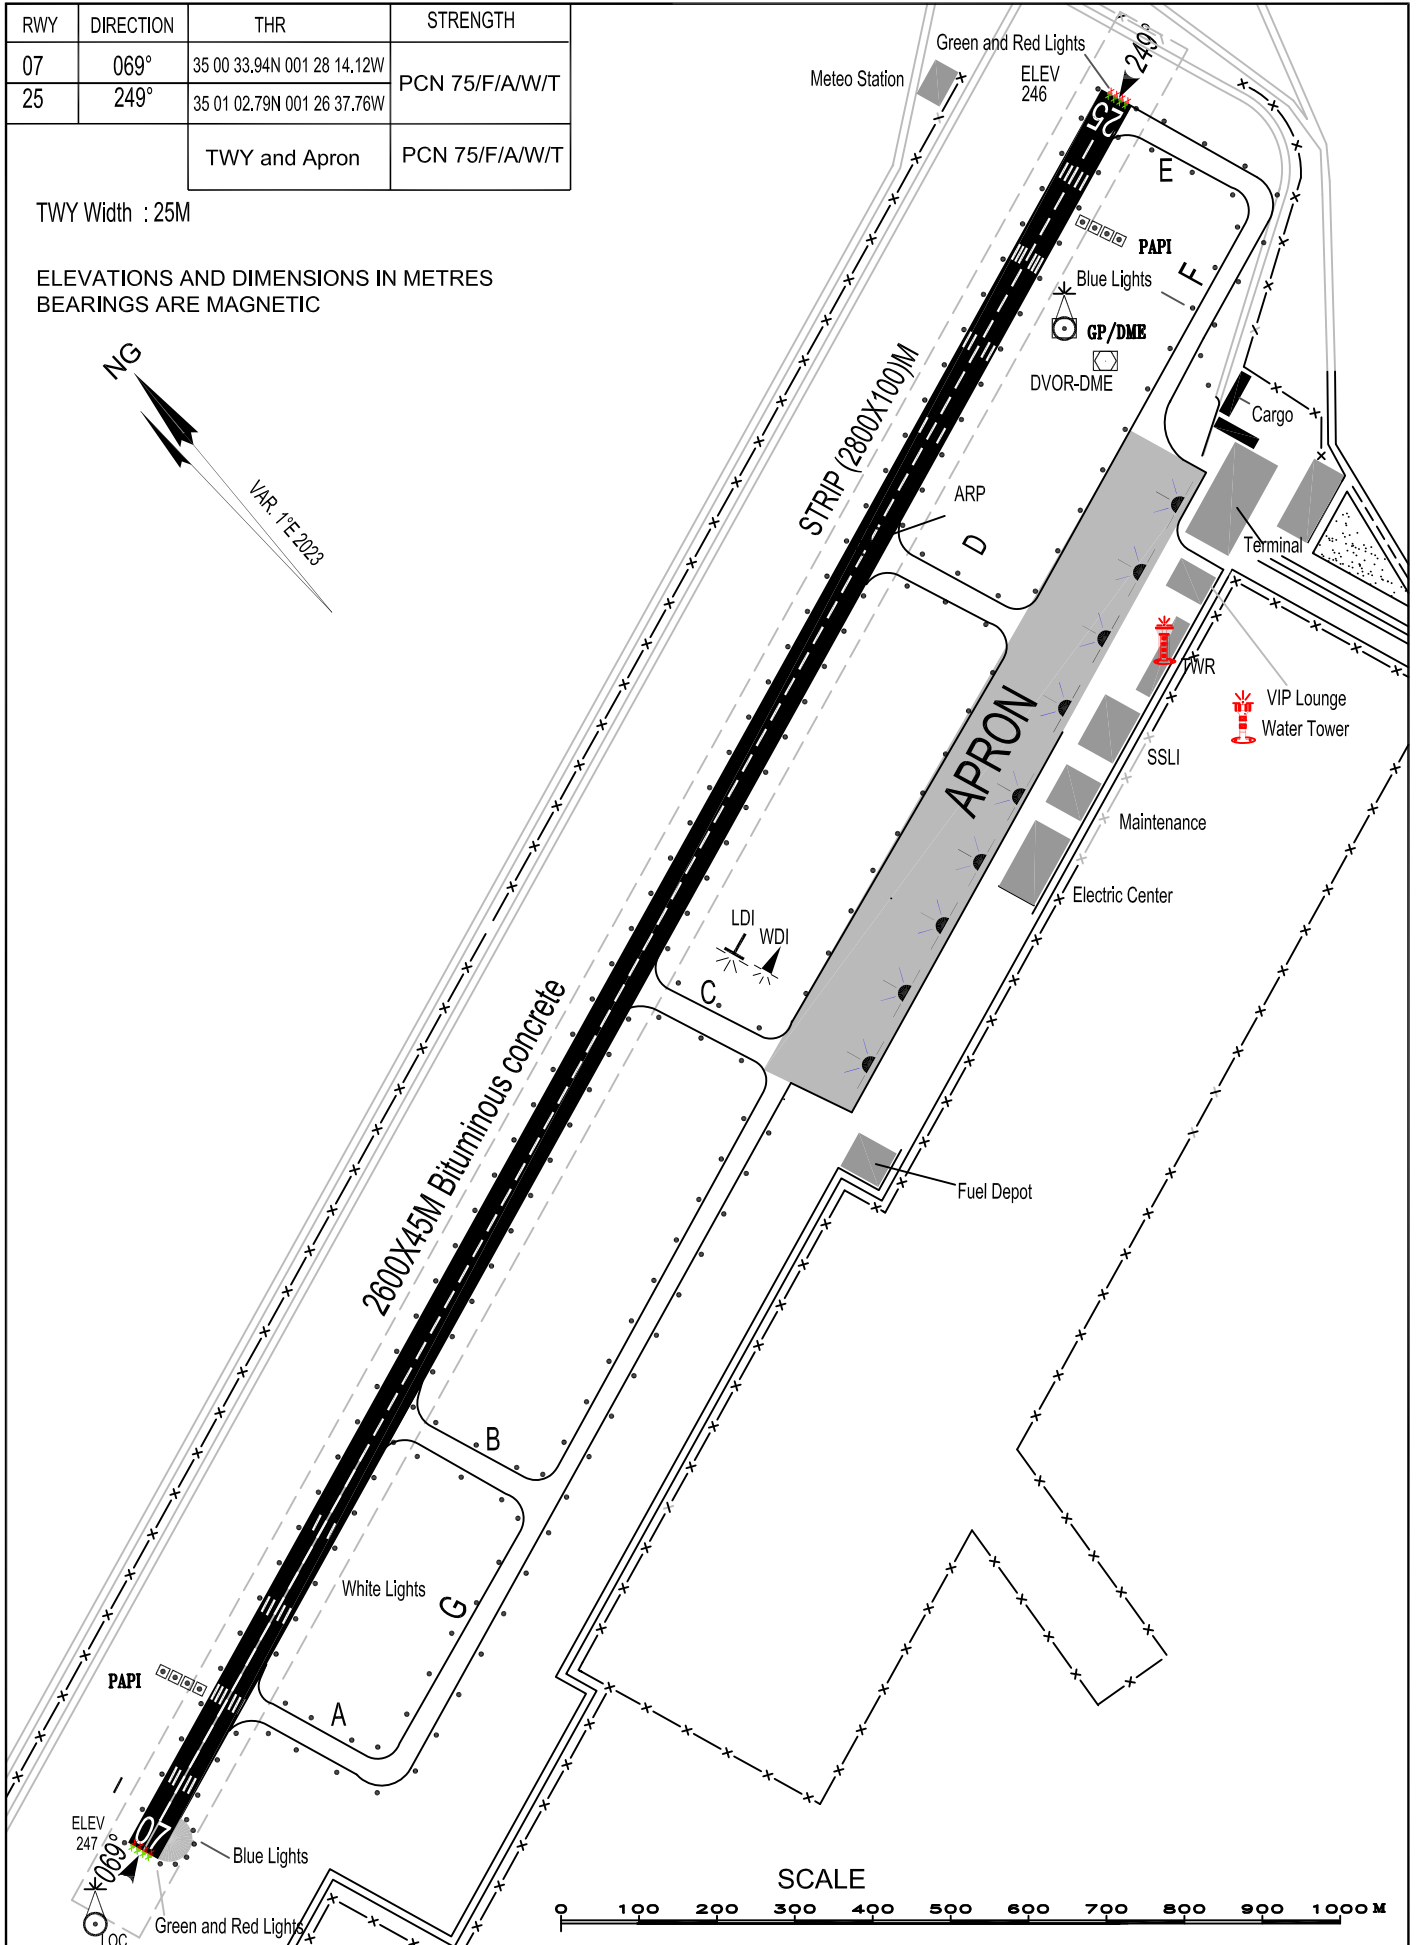 RWY DIRECTION THR STRENGTH
07 069° 35 00 33.94N 001 28 14.12W PCN 75/F/A/W/T
25 249° 35 01 02.79N 001 26 37.76W
TWY and Apron PCN 75/F/A/W/T
TWY Width : 25M
ELEVATIONS AND DIMENSIONS IN METRES
BEARINGS ARE MAGNETIC
NG
VAR. 1°E 2023
Green and Red Lights
249°
Meteo Station
ELEV
246
25
E
PAPI
F
Blue Lights
GP/DME
DVOR-DME
STRIP (2800X100)M
Cargo
ARP
D
Terminal
TWR
VIP Lounge
Water Tower
APRON
SSLI
Maintenance
Electric Center
LDI
WDI
C
2600X45M Bituminous concrete
Fuel Depot
B
White Lights
G
PAPI
A
ELEV
247
07
069°
Blue Lights
Green and Red Lights
LOC
SCALE
0 100 200 300 400 500 600 700 800 900 1000 M